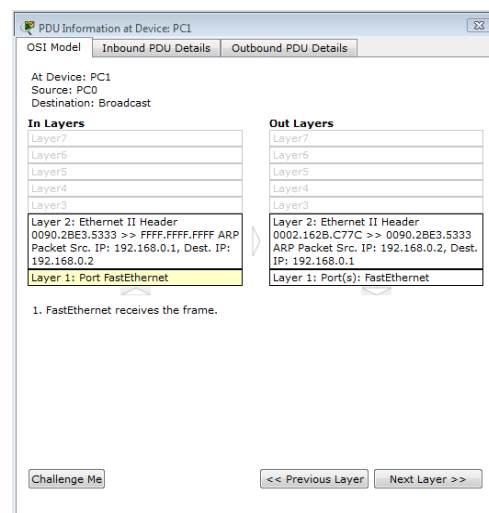 PDU Information at Device: PC1
OSI Model
Inbound PDU Details
Outbound PDU Details
At Device: PC1
Source: PC0
Destination: Broadcast
In Layers
Layer7
Layer6
Layer5
Layer4
Layer3
Layer 2: Ethernet II Header
0090.2BE3.5333 >> FFFF.FFFF.FFFF ARP
Packet Src. IP: 192.168.0.1, Dest. IP:
192.168.0.2
Layer 1: Port FastEthernet
Out Layers
Layer7
Layer6
Layer5
Layer4
Layer3
Layer 2: Ethernet II Header
0002.162B.C77C >> 0090.2BE3.5333
ARP Packet Src. IP: 192.168.0.2, Dest.
IP: 192.168.0.1
Layer 1: Port(s): FastEthernet
1. FastEthernet receives the frame.
Challenge Me
<< Previous Layer
Next Layer >>